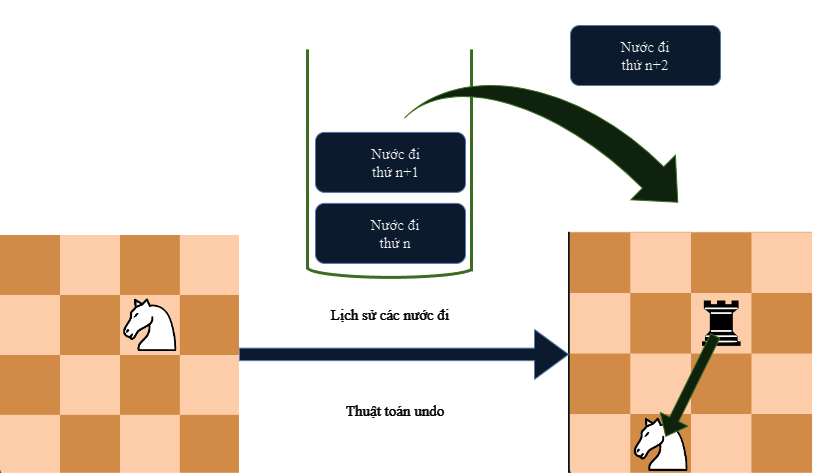 Nước đi
thứ n+2
Nước đi
thứ n+1
Nước đi
thứ n
Lịch sử các nước đi
Thuật toán undo